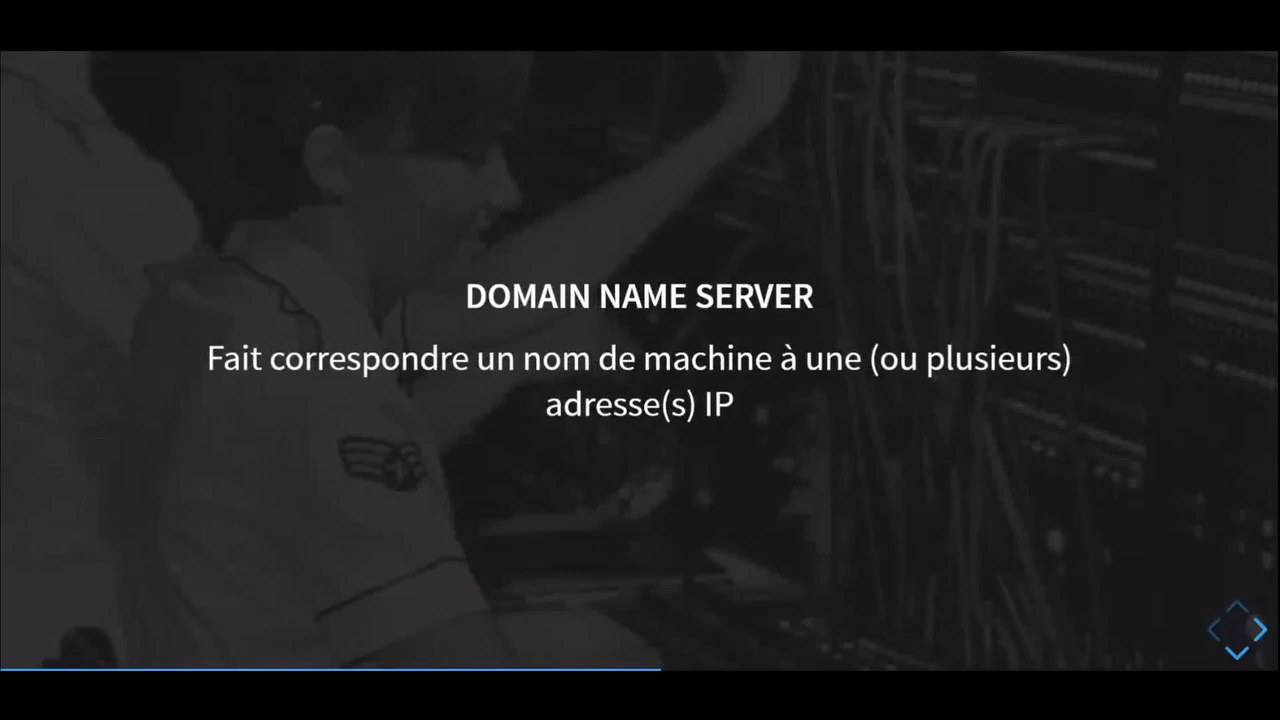 DOMAIN NAME SERVER
Fait correspondre un nom de machine à une (ou plusieurs)
adresse(s) IP